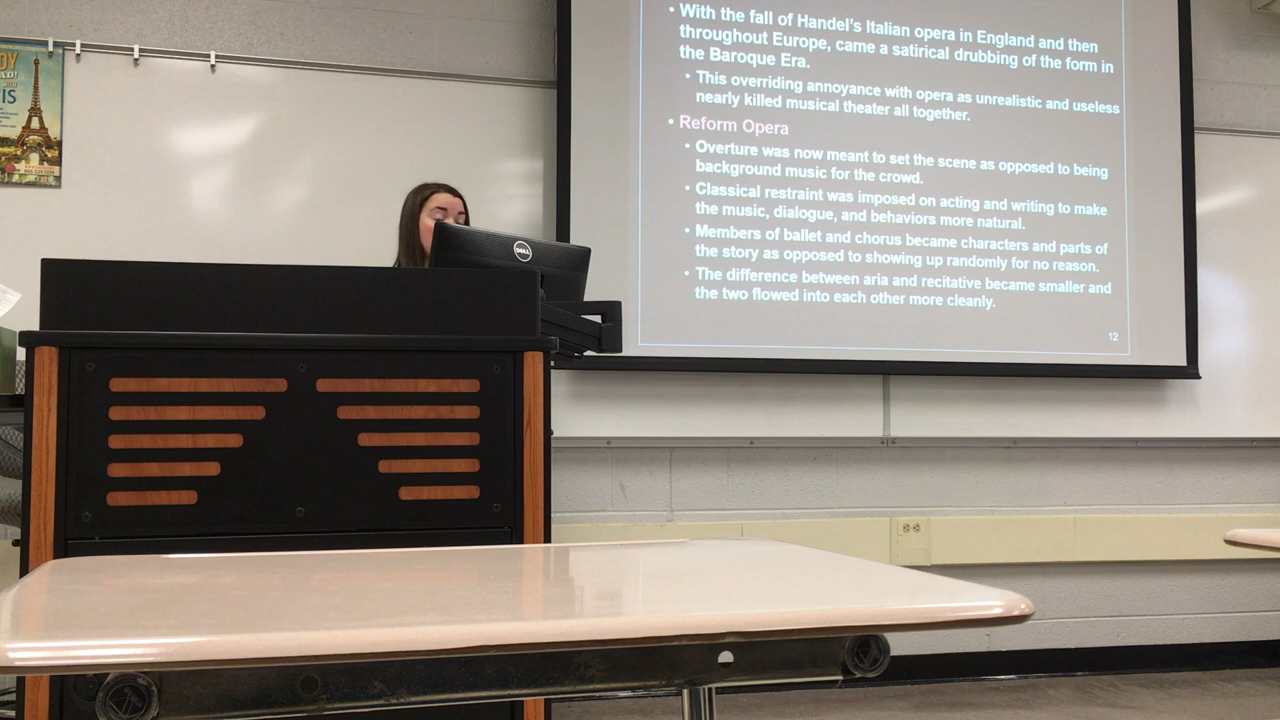 OY
AD!
with
IS
• With the fall of Handel's Italian opera in England and then
throughout Europe, came a satirical drubbing of the form in
the Baroque Era.
• This overriding annoyance with opera as unrealistic and useless
nearly killed musical theater all together.
• Reform Opera
• Overture was now meant to set the scene as opposed to being
background music for the crowd.
• Classical restraint was imposed on acting and writing to make
the music, dialogue, and behaviors more natural.
• Members of ballet and chorus became characters and parts of
the story as opposed to showing up randomly for no reason.
• The difference between aria and recitative became smaller and
the two flowed into each other more cleanly.
12
DELL